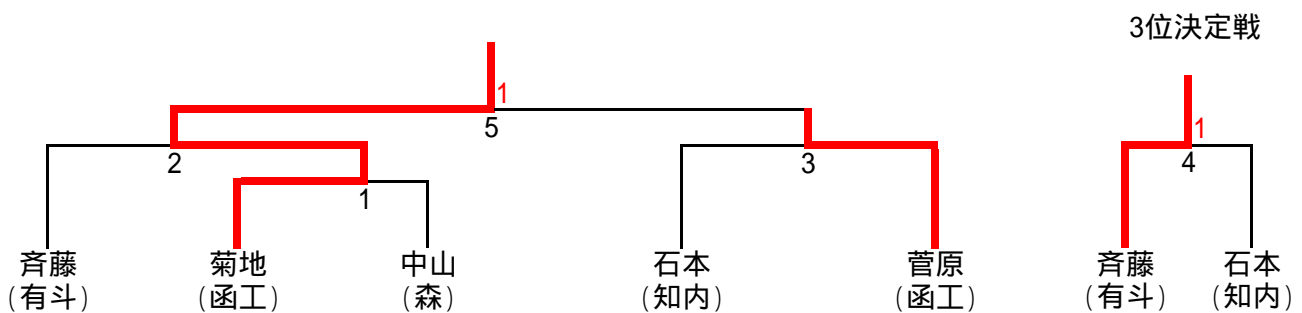 3位決定戦
1
5
1
2
3
4
1
斉藤 菊地 中山 石本 菅原 斉藤 石本
(有斗) (函工) (森) (知内) (函工) (有斗) (知内)